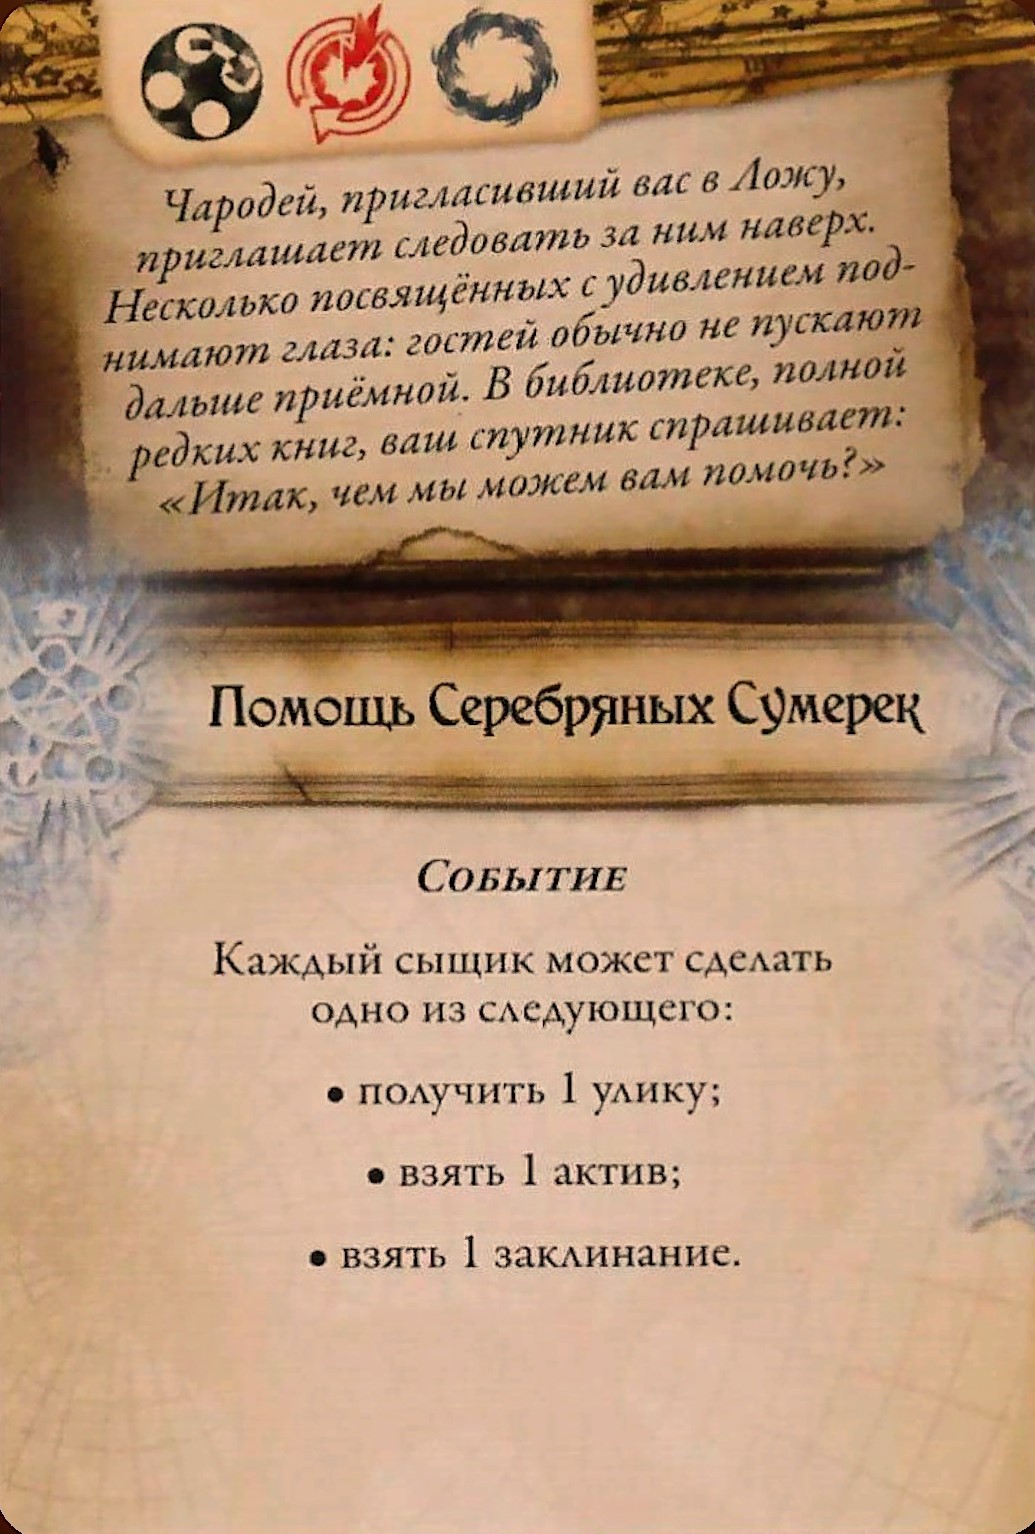 Чародей, пригласивший вас в Ложу,
приглашает следовать за ним наверх.
Несколько посвящённых с удивлением под-
нимают глаза: гостей обычно не пускают
дальше приёмной. В библиотеке, полной
редких книг, ваш спутник спрашивает:
«Итак, чем мы можем вам помочь?»
Помощь Серебряных Сумерек
Событие
Каждый сыщик может сделать
одно из следующего:
• получить 1 улику;
• взять 1 актив;
• взять 1 заклинание.